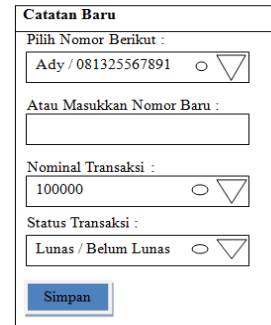 Catatan Baru
Pilih Nomor Berikut :
Ady / 081325567891
Atau Masukkan Nomor Baru :
Nominal Transaksi :
100000
Status Transaksi :
Lunas / Belum Lunas
Simpan